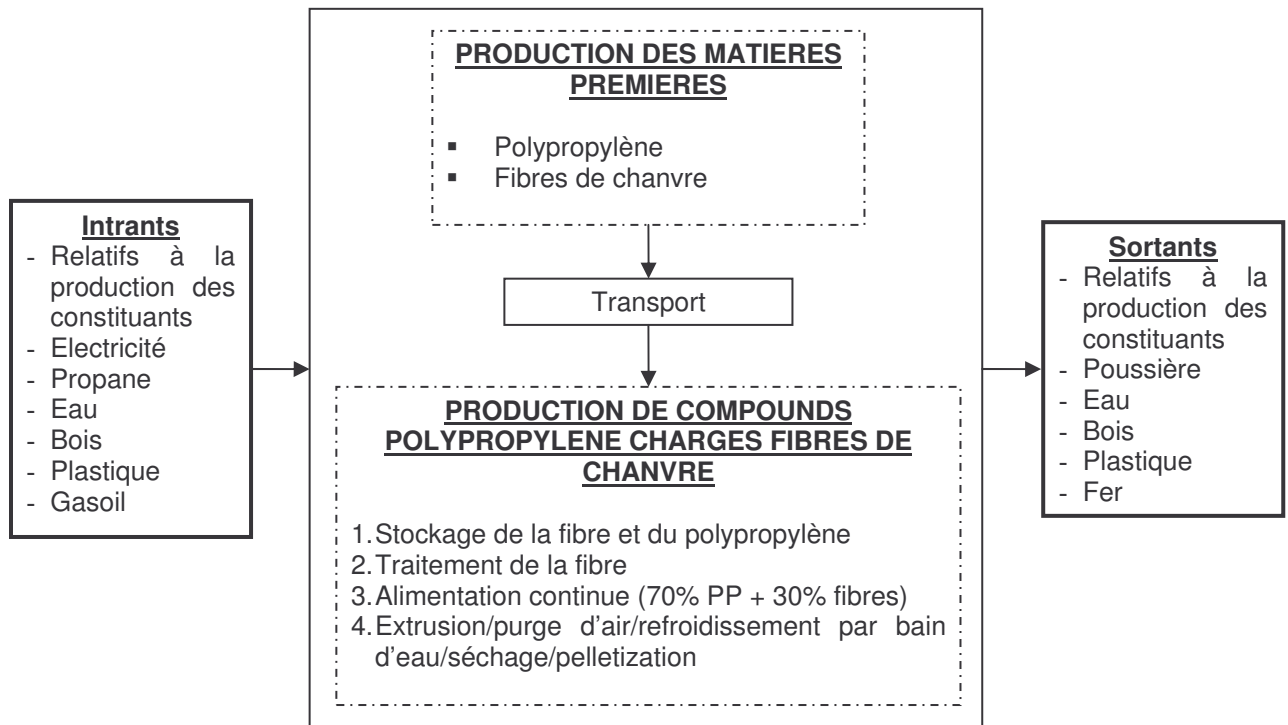 PRODUCTION DES MATIERES
PREMIERES
▪ Polypropylène
▪ Fibres de chanvre
Intrants
- Relatifs à la
production des
constituants
- Electricité
- Propane
- Eau
- Bois
- Plastique
- Gasoil
Transport
PRODUCTION DE COMPOUNDS
POLYPROPYLENE CHARGES FIBRES DE
CHANVRE
1.Stockage de la fibre et du polypropylène
2.Traitement de la fibre
3.Alimentation continue (70% PP + 30% fibres)
4.Extrusion/purge d'air/refroidissement par bain
d'eau/séchage/pelletization
Sortants
- Relatifs à la
production des
constituants
- Poussière
- Eau
- Bois
- Plastique
- Fer